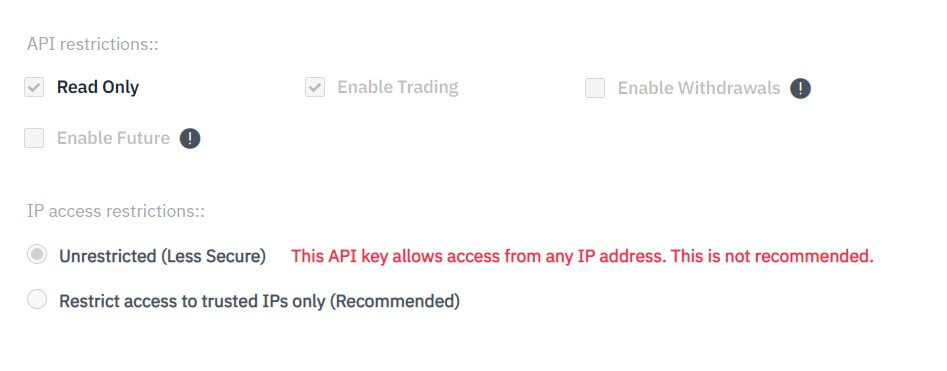 API restrictions::
Read Only Enable Trading Enable Withdrawals !
Enable Future !
IP access restrictions::
Unrestricted (Less Secure) This API key allows access from any IP address. This is not recommended.
Restrict access to trusted IPs only (Recommended)